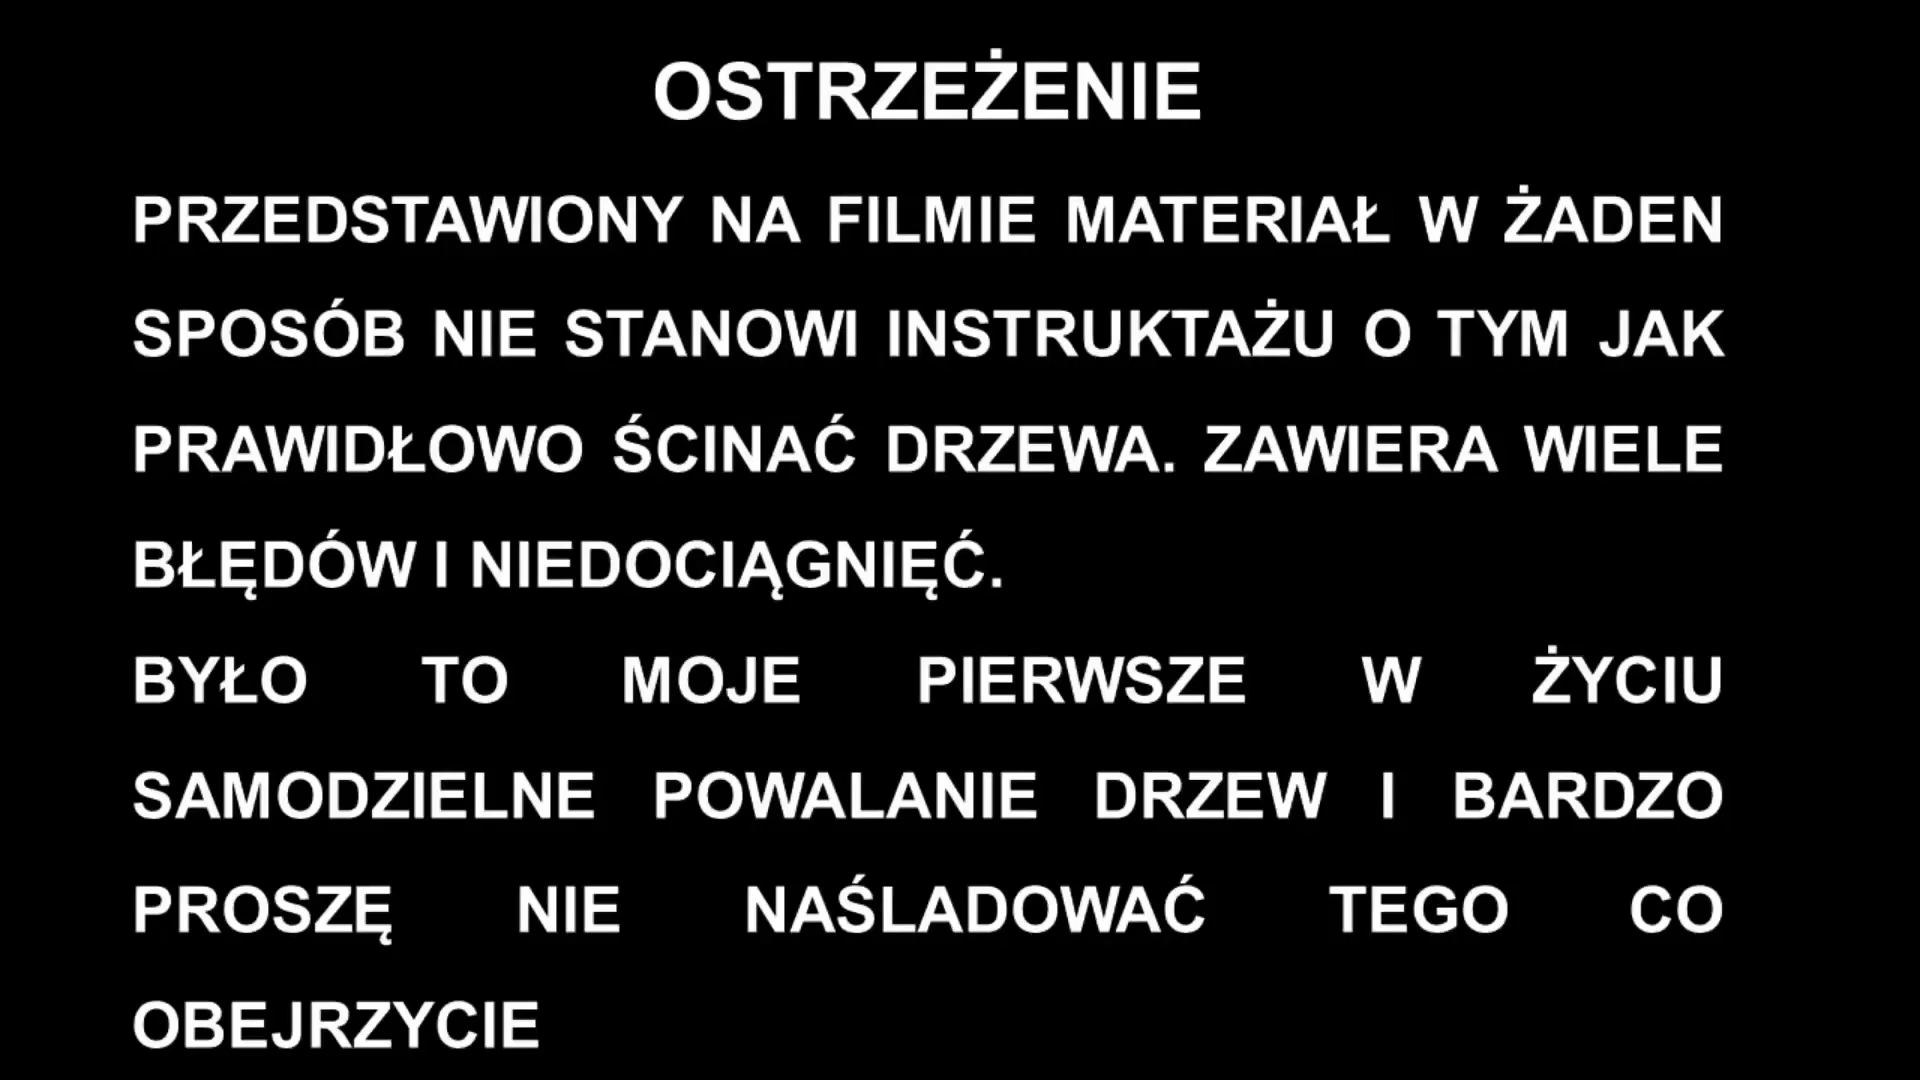 OSTRZEŻENIE
PRZEDSTAWIONY NA FILMIE MATERIAŁ W ŻADEN
SPOSÓB NIE STANOWI INSTRUKTAŻU O TYM JAK
PRAWIDŁOWO ŚCINAĆ DRZEWA. ZAWIERA WIELE
BŁĘDÓW I NIEDOCIĄGNIĘĆ.
BYŁO TO MOJE PIERWSZE W ŻYCIU
SAMODZIELNE POWALANIE DRZEW I BARDZO
PROSZĘ NIE NAŚLADOWAĆ TEGO CO
OBEJRZYCIE